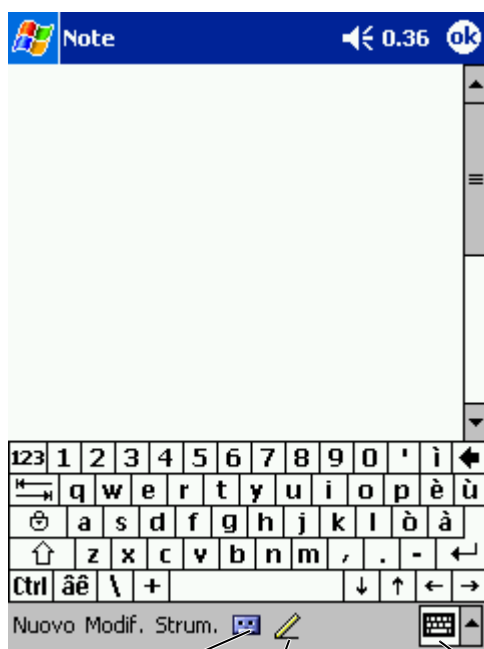 Note 0.36 ok
123 1 2 3 4 5 6 7 8 9 0 ' ì
q w e r t y u i o p è ù
a s d f g h j k l ò à
z x c v b n m , . -
Ctrl âê \ + ↓ ↑ ← →
Nuovo Modif. Strum.